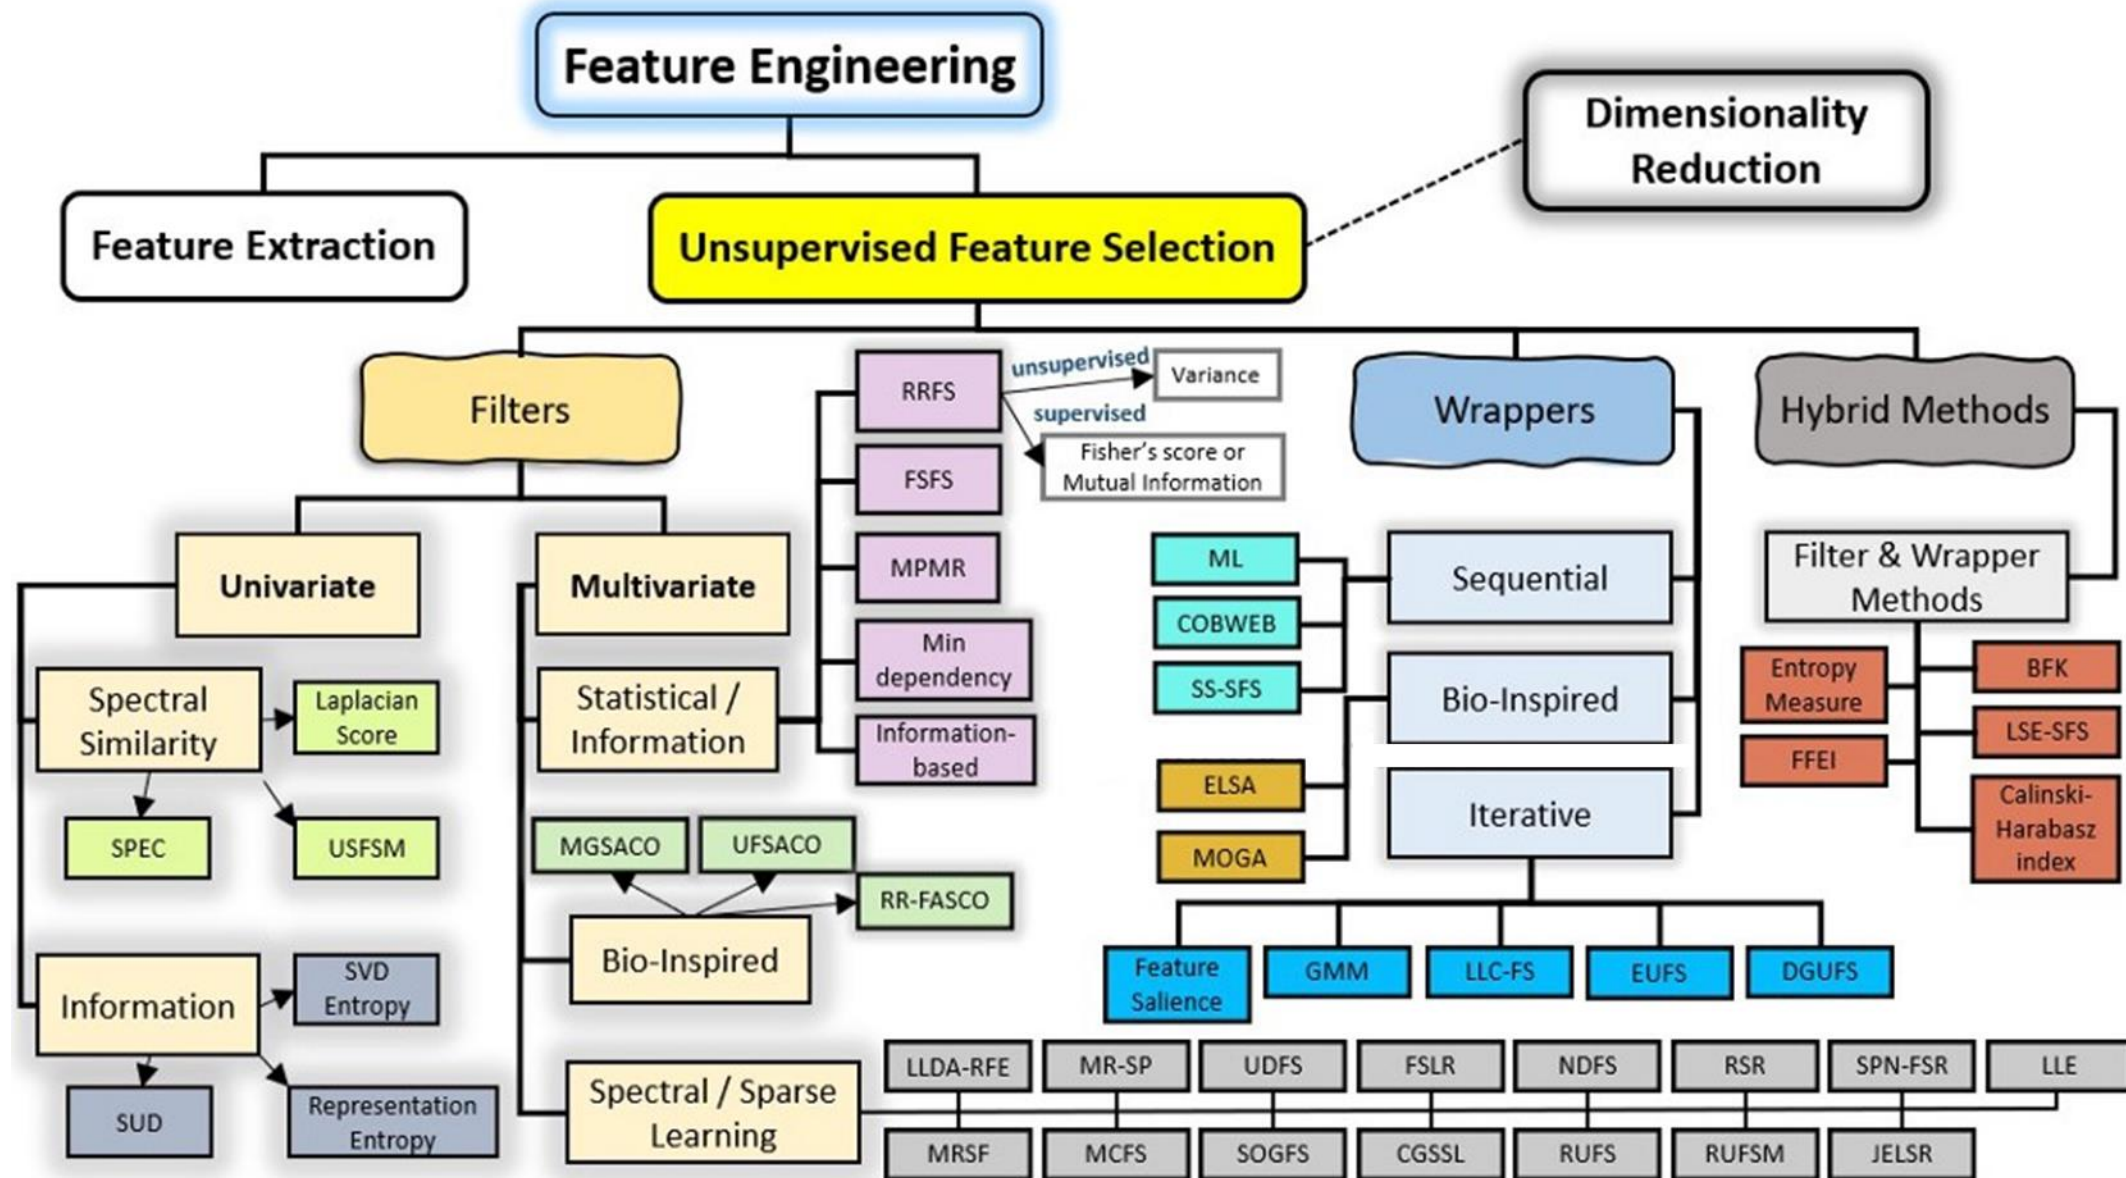 Feature Engineering
Dimensionality
Reduction
Feature Extraction
Unsupervised Feature Selection
Filters
RRFS
unsupervised
Variance
supervised
Fisher's score or
Mutual Information
Wrappers
Hybrid Methods
FSFS
MPMR
Min
dependency
Information-
based
Univariate
Multivariate
Spectral
Similarity
Laplacian
Score
SPEC
USFSM
Information
SVD
Entropy
SUD
Representation
Entropy
Statistical /
Information
MGSACO
UFSACO
RR-FASCO
Bio-Inspired
Spectral / Sparse
Learning
ML
COBWEB
SS-SFS
Sequential
Bio-Inspired
ELSA
MOGA
Iterative
Filter & Wrapper
Methods
Entropy
Measure
FFEI
BFK
LSE-SFS
Calinski-
Harabasz
index
Feature
Salience
GMM
LLC-FS
EUFS
DGUFS
LLDA-RFE
MR-SP
UDFS
FSLR
NDFS
RSR
SPN-FSR
LLE
MRSF
MCFS
SOGFS
CGSSL
RUFS
RUFSM
JELSR